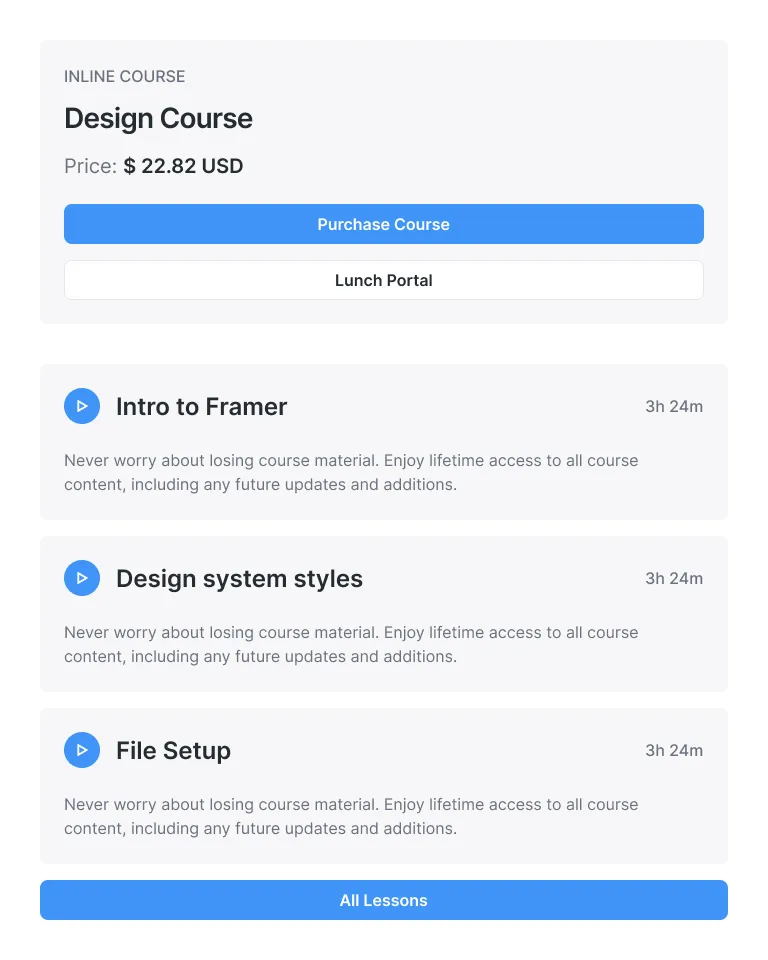 INLINE COURSE
Design Course
Price: $ 22.82 USD
Purchase Course
Lunch Portal
Intro to Framer
3h 24m
Never worry about losing course material. Enjoy lifetime access to all course
content, including any future updates and additions.
Design system styles
3h 24m
Never worry about losing course material. Enjoy lifetime access to all course
content, including any future updates and additions.
File Setup
3h 24m
Never worry about losing course material. Enjoy lifetime access to all course
content, including any future updates and additions.
All Lessons